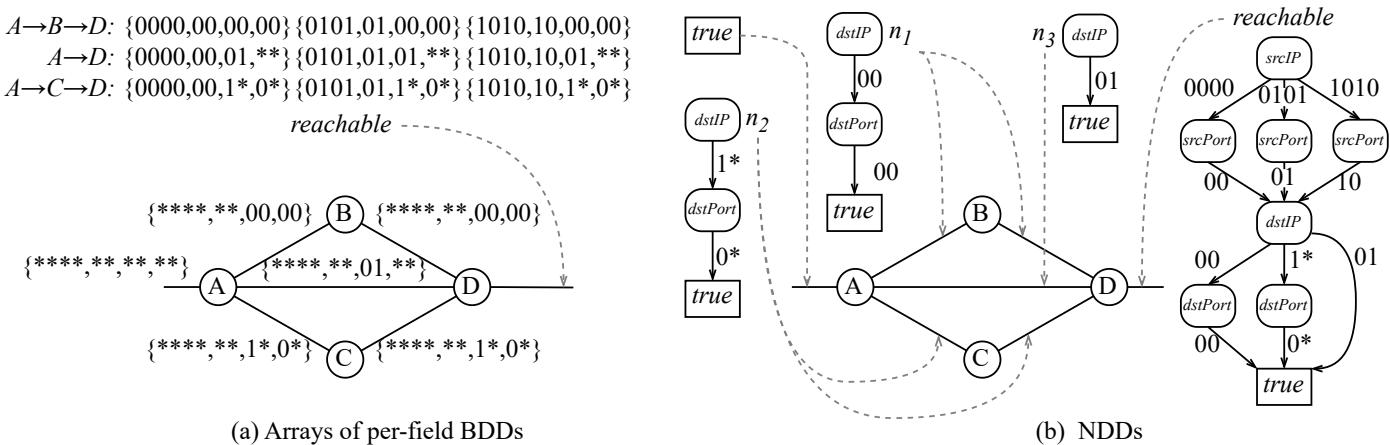 A→B→D: {0000,00,00,00}{0101,01,00,00}{1010,10,00,00}
A→D: {0000,00,01,**}{0101,01,01,**}{1010,10,01,**}
A→C→D: {0000,00,1*,0*}{0101,01,1*,0*}{1010,10,1*,0*}
reachable
{****,**,00,00} B {****,**,00,00}
{****,**,**,**} A {****,**,01,**} D
{****,**,1*,0*} C {****,**,1*,0*}
(a) Arrays of per-field BDDs
true
dstIP n1
00
dstPort
00
true
dstIP n2
1*
dstPort
0*
true
n3 dstIP
01
true
B
A D
C
reachable
srcIP
0000 0101 1010
srcPort srcPort srcPort
00 01 10
dstIP
00 1* 01
dstPort dstPort
00 0*
true
(b) NDDs